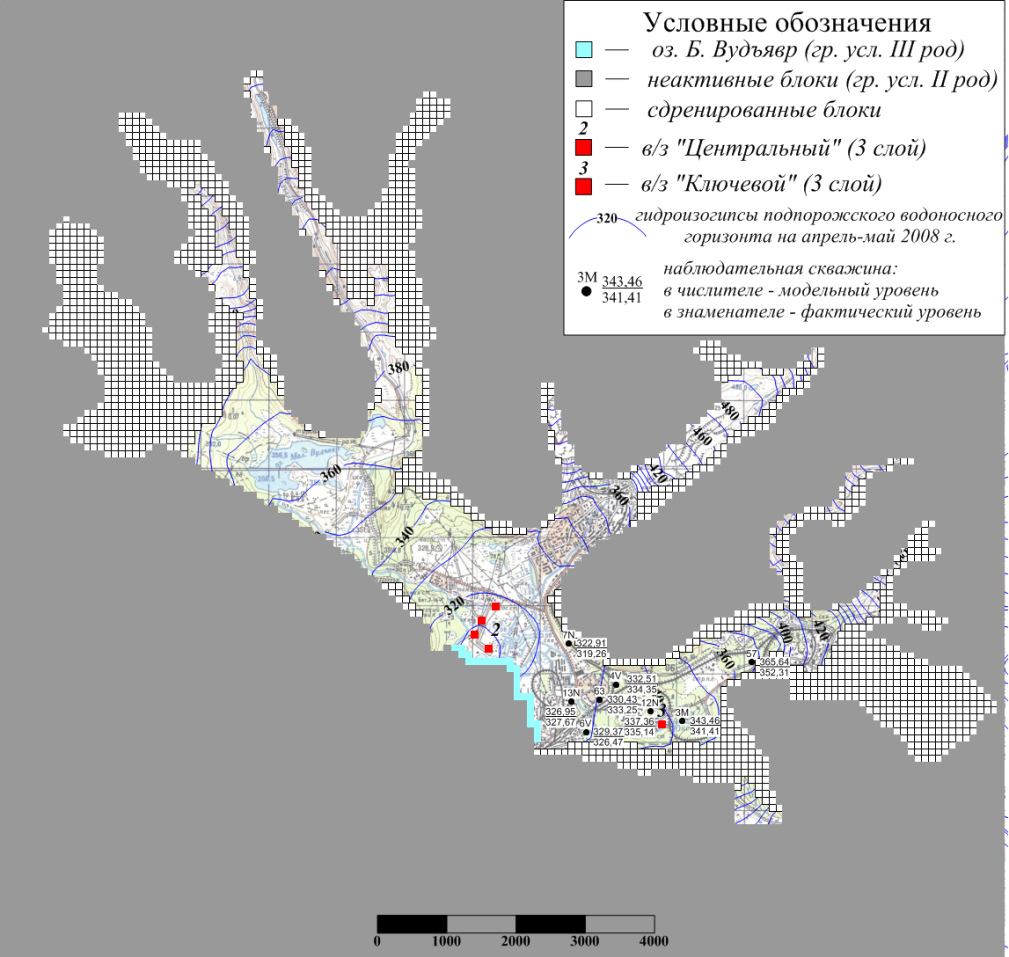 Условные обозначения
— оз. Б. Вудъявр (гр. усл. III род)
— неактивные блоки (гр. усл. II род)
— сдренированные блоки
2
— в/з "Центральный" (3 слой)
3
— в/з "Ключевой" (3 слой)
320
гидроизогипсы подпорожского водоносного
горизонта на апрель-май 2008 г.
наблюдательная скважина:
3М 343,46
341,41
в числителе - модельный уровень
в знаменателе - фактический уровень
380
480
460
420
360
360
340
320
2
400
420
360
7N
322,91
319,26
57
365,64
352,31
4V
332,51
334,35
63
330,43
333,25
13N
326,95
327,67
12N
337,36
335,14
3
3M
343,46
341,41
6V
329,37
326,47
0 1000 2000 3000 4000